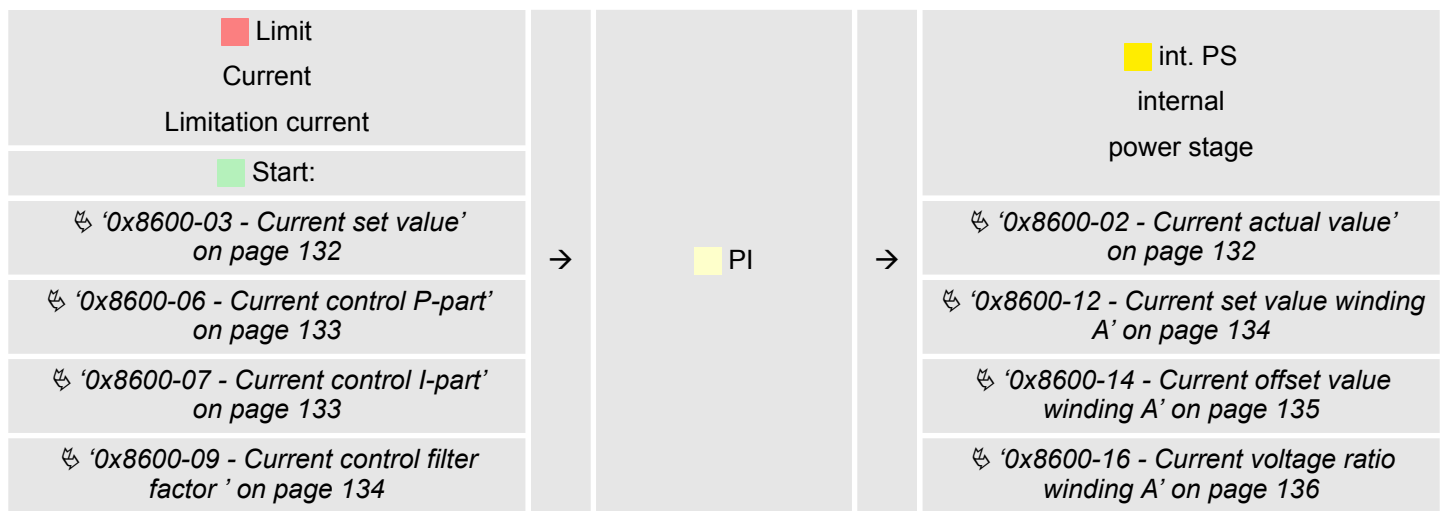 Limit
Current
Limitation current
Start:
'0x8600-03 - Current set value'
on page 132
'0x8600-06 - Current control P-part'
on page 133
'0x8600-07 - Current control I-part'
on page 133
'0x8600-09 - Current control filter
factor ' on page 134
→
PI
→
int. PS
internal
power stage
'0x8600-02 - Current actual value'
on page 132
'0x8600-12 - Current set value winding
A' on page 134
'0x8600-14 - Current offset value
winding A' on page 135
'0x8600-16 - Current voltage ratio
winding A' on page 136